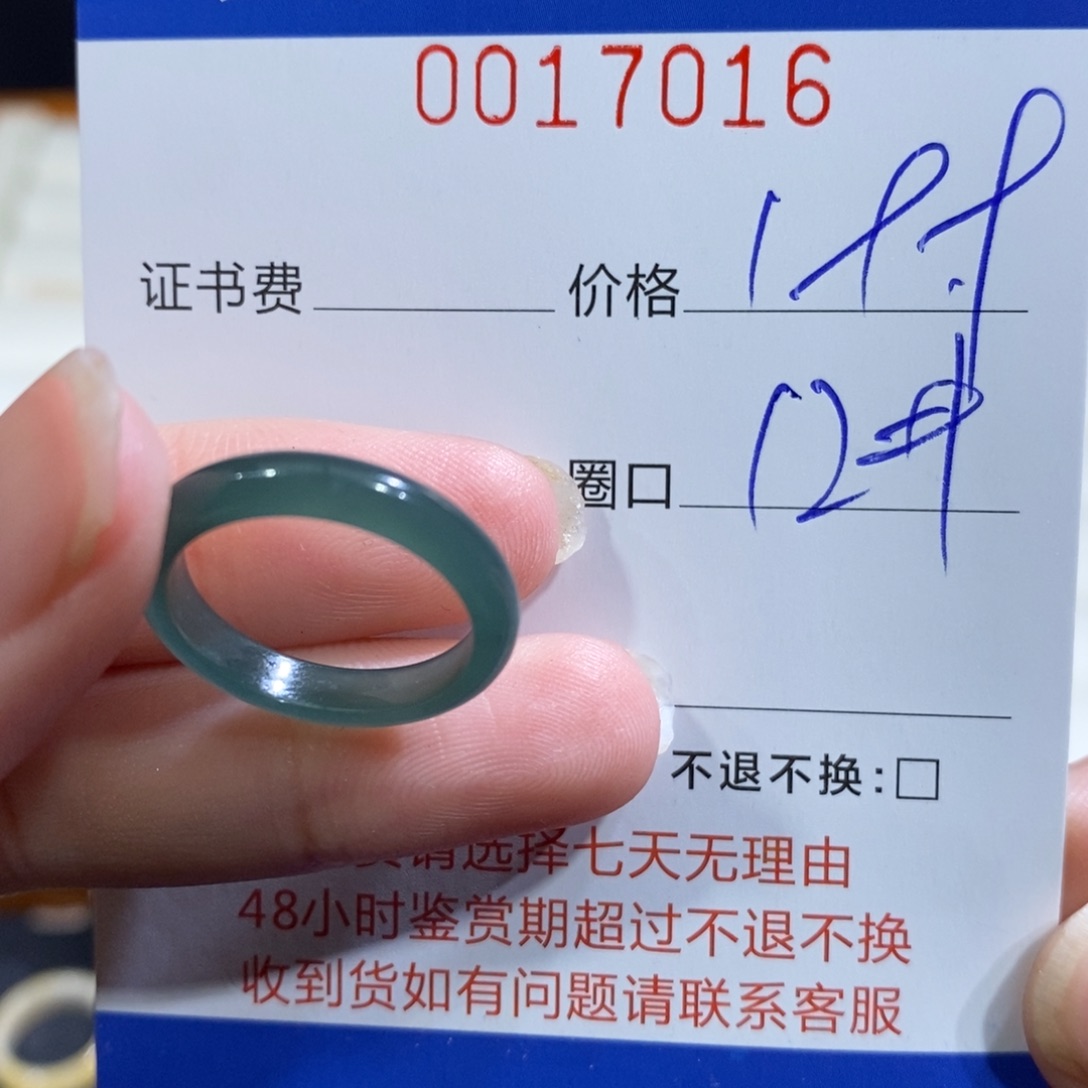 0017016
证书费 价格
圈口 12#
不退不换:□
请选择七天无理由
48小时鉴赏期超过不退不换
收到货如有问题请联系客服